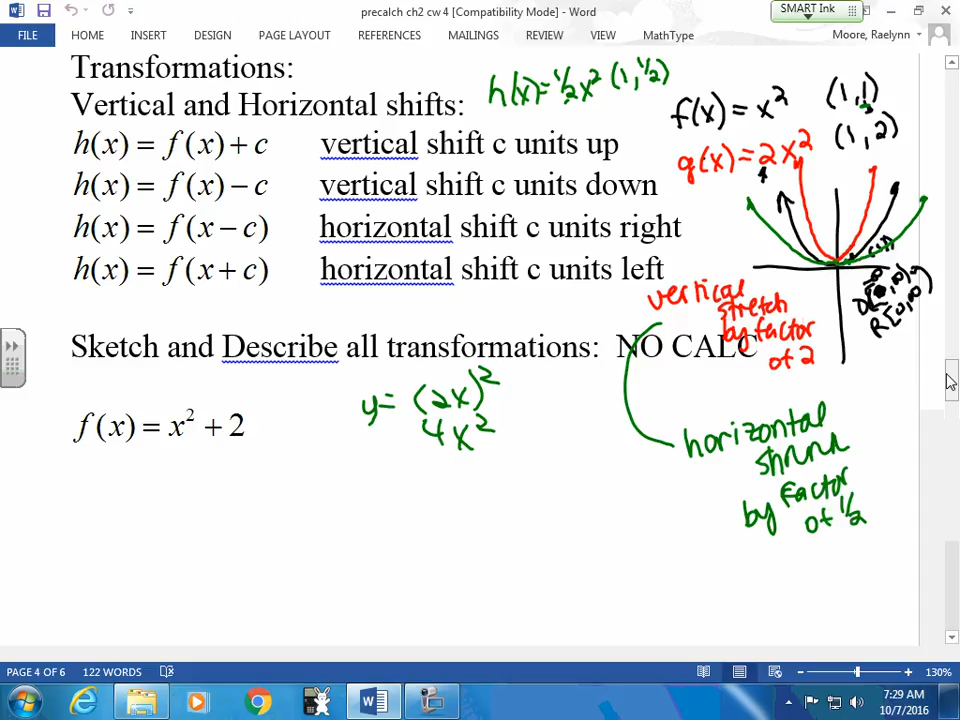 precalch ch2 cw 4 [Compatibility Mode] - Word
SMART Ink
FILE HOME INSERT DESIGN PAGE LAYOUT REFERENCES MAILINGS REVIEW VIEW MathType Moore, Raelynn
Transformations:
h(x)=1/2x² (1,1/2)
f(x)=x² (1,1)
(1,2)
g(x)=2x²
Vertical and Horizontal shifts:
h(x) = f(x)+c vertical shift c units up
h(x) = f(x)−c vertical shift c units down
h(x) = f(x−c) horizontal shift c units right
h(x) = f(x+c) horizontal shift c units left
R[0,∞)
vertical
stretch
by factor
of 2
Sketch and Describe all transformations: NO CALC
y= (2x)²
4x²
f(x) = x² + 2
horizontal
shrink
by factor
of 1/2
PAGE 4 OF 6 122 WORDS 130%
7:29 AM
10/7/2016